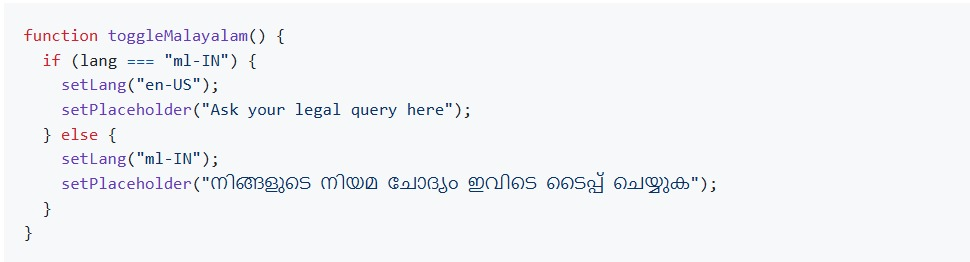 function toggleMalayalam() {
  if (lang === "ml-IN") {
    setLang("en-US");
    setPlaceholder("Ask your legal query here");
  } else {
    setLang("ml-IN");
    setPlaceholder("നിങ്ങളുടെ നിയമ ചോദ്യം ഇവിടെ ടൈപ്പ് ചെയ്യുക");
  }
}